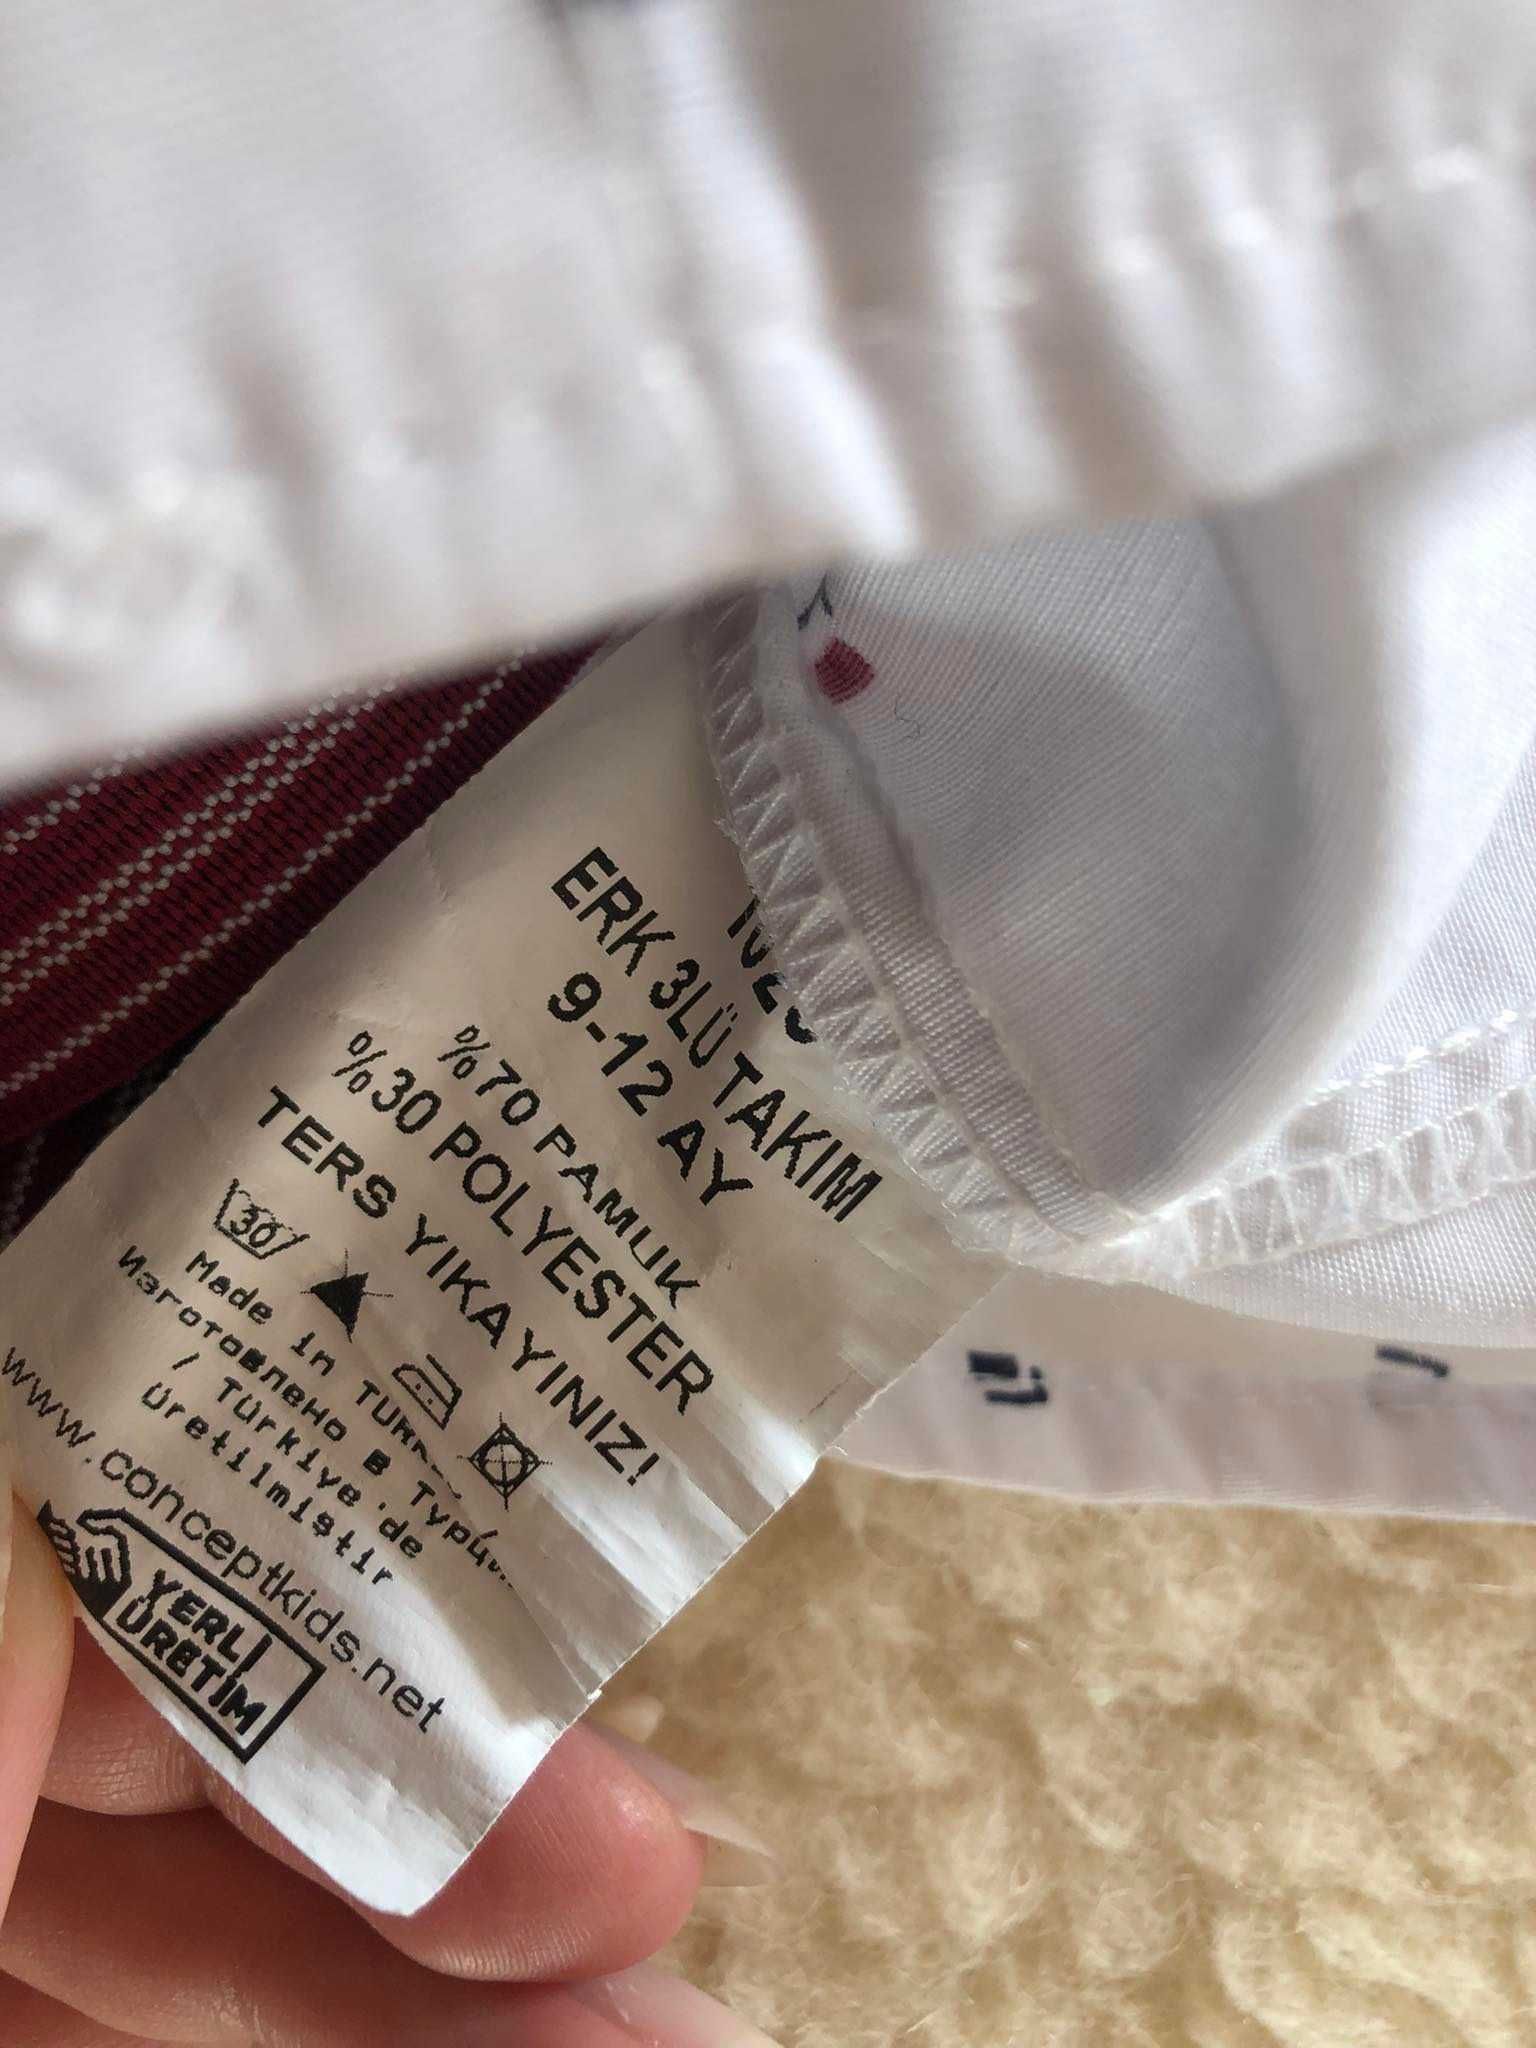 ERK 3LÜ TAKIM
9-12 AY
%70 PAMUK
%30 POLYESTER
TERS YIKAYINIZ!
30
Made in
Изготовлено в
/ Türkiye.de
üretilmiştir
www.conceptkids.net
YERLİ
ÜRETİM